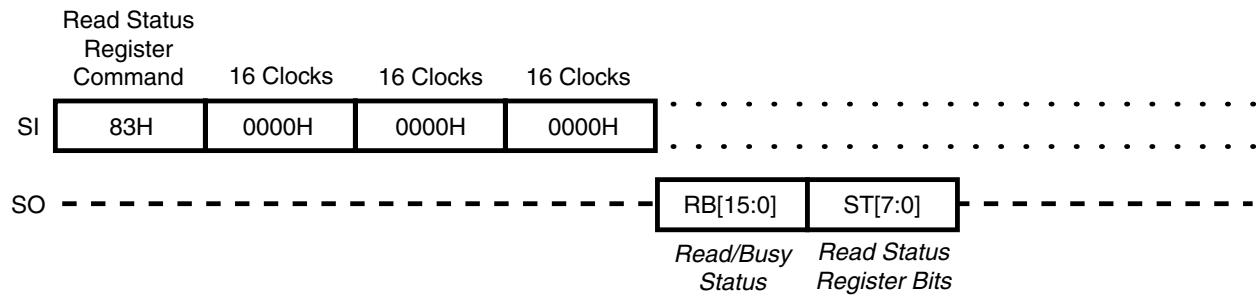 Read Status
Register
Command 16 Clocks 16 Clocks 16 Clocks
SI 83H 0000H 0000H 0000H
SO RB[15:0] ST[7:0]
Read/Busy Read Status
Status Register Bits